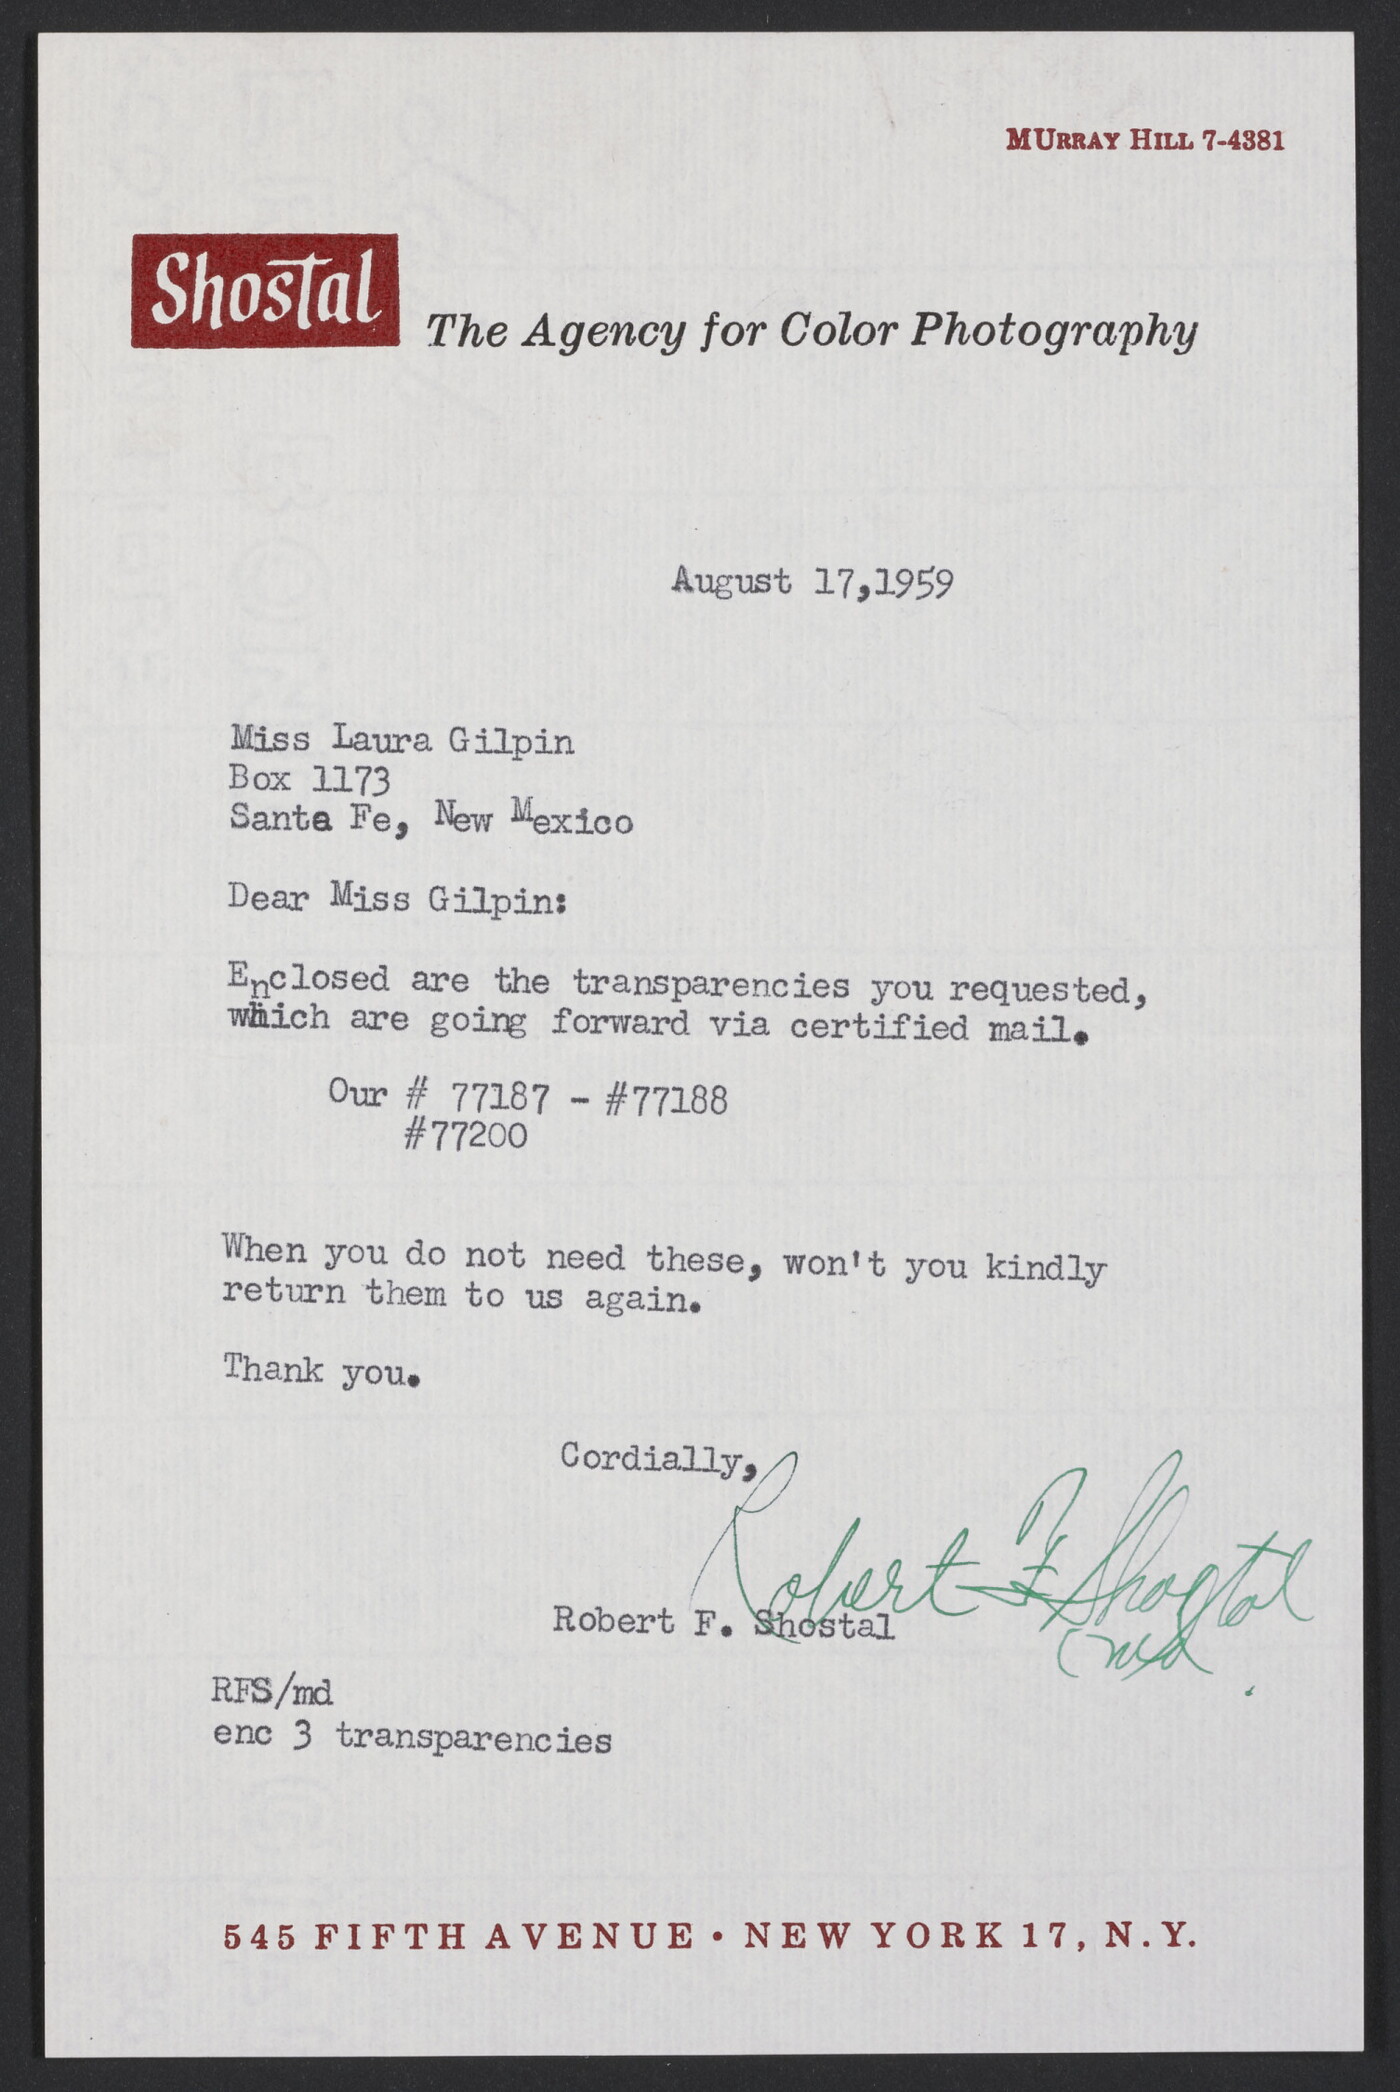 MURRAY HILL 7-4381
Shostal
The Agency for Color Photography
August 17,1959
Miss Laura Gilpin
Box 1173
Santa Fe, New Mexico
Dear Miss Gilpin:
Enclosed are the transparencies you requested,
which are going forward via certified mail.
Our # 77187 - #77188
#77200
When you do not need these, won't you kindly
return them to us again.
Thank you.
Cordially,
Robert F. Shostal
Robert F. Shostal
md
RFS/md
enc 3 transparencies
545 FIFTH AVENUE • NEW YORK 17, N.Y.